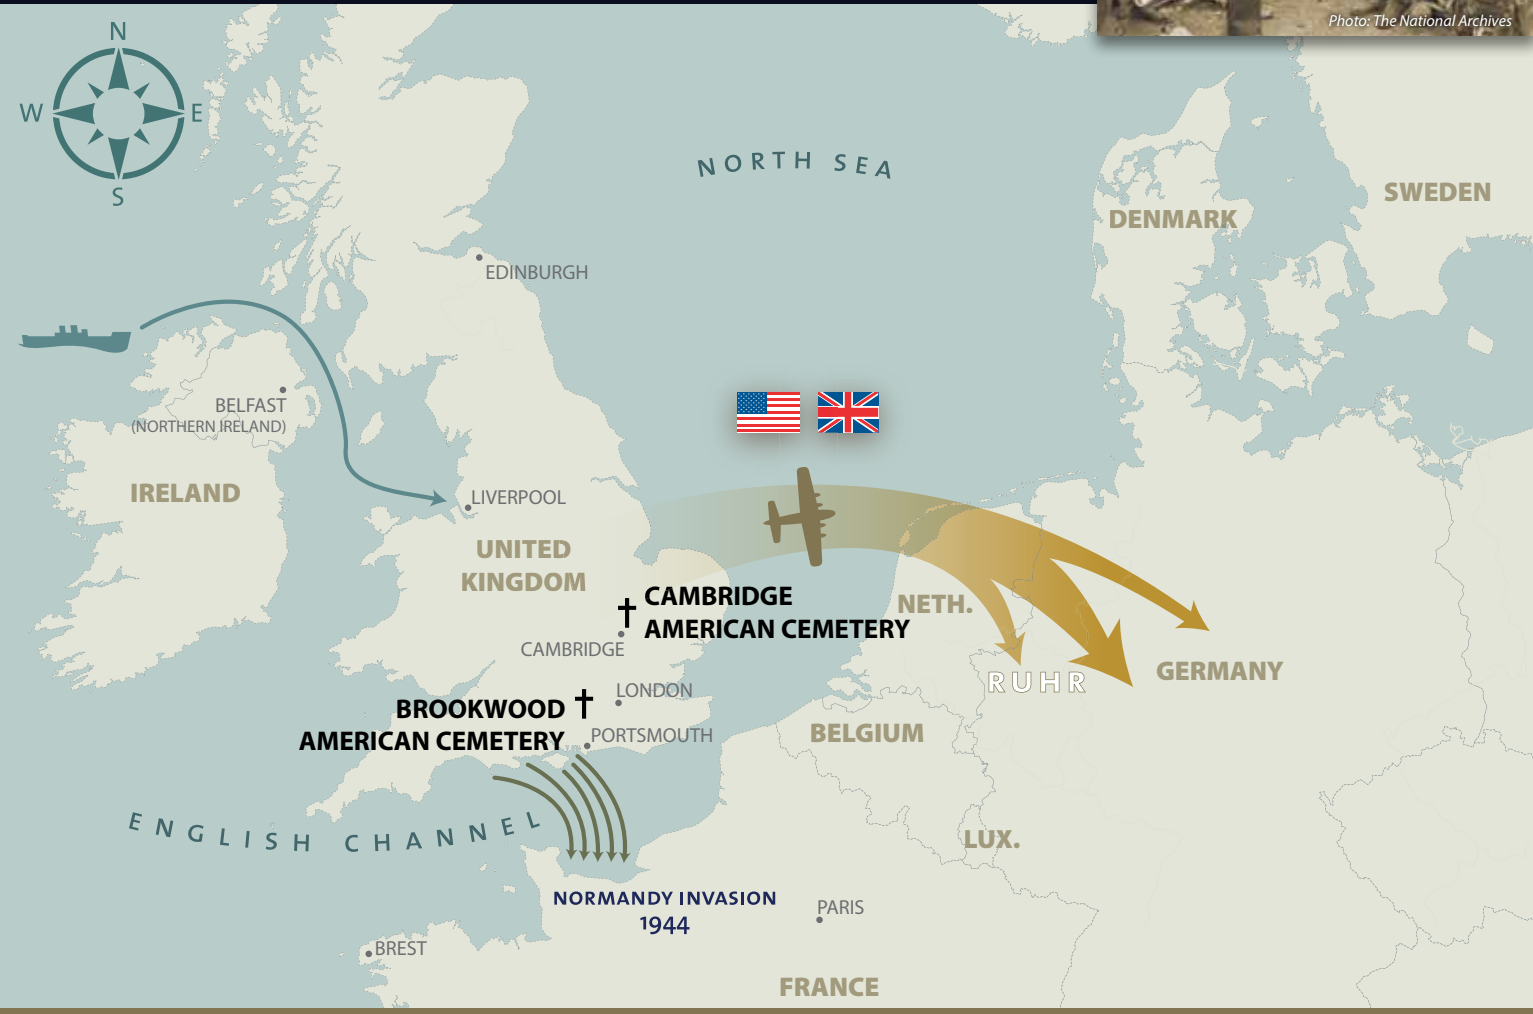 Photo: The National Archives
N
W
E
S
NORTH SEA
SWEDEN
DENMARK
EDINBURGH
BELFAST
(NORTHERN IRELAND)
IRELAND
LIVERPOOL
UNITED
KINGDOM
CAMBRIDGE
AMERICAN CEMETERY
CAMBRIDGE
NETH.
GERMANY
RUHR
LONDON
BROOKWOOD
AMERICAN CEMETERY
PORTSMOUTH
BELGIUM
ENGLISH CHANNEL
LUX.
NORMANDY INVASION
1944
PARIS
BREST
FRANCE